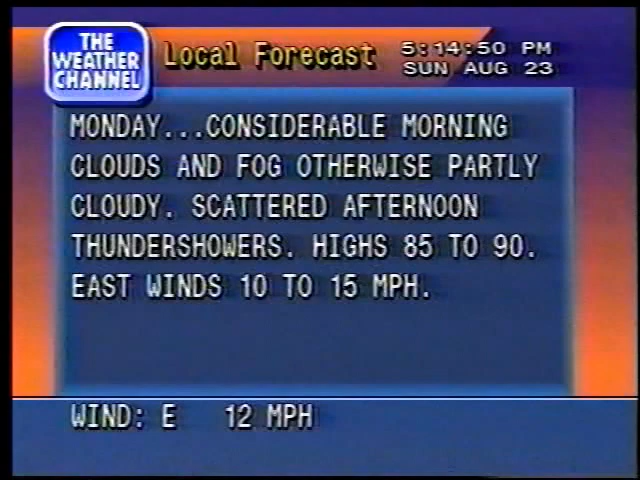 THE
WEATHER
CHANNEL
Local Forecast
5:14:50 PM
SUN AUG 23
MONDAY...CONSIDERABLE MORNING
CLOUDS AND FOG OTHERWISE PARTLY
CLOUDY. SCATTERED AFTERNOON
THUNDERSHOWERS. HIGHS 85 TO 90.
EAST WINDS 10 TO 15 MPH.
WIND: E 12 MPH